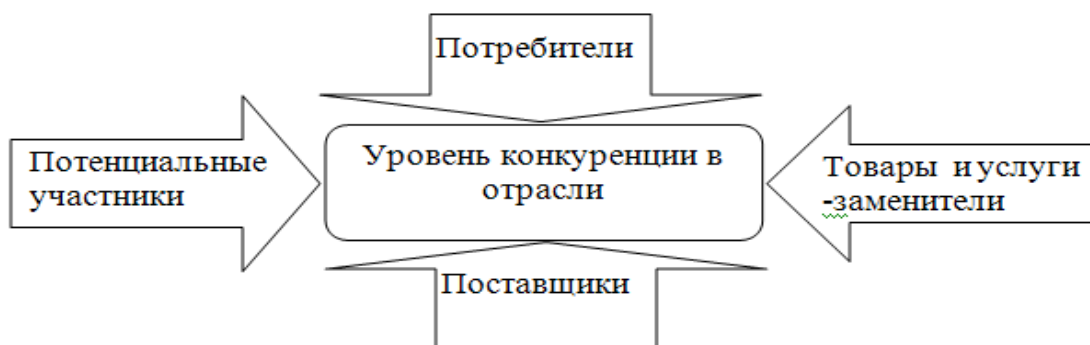 Потребители
Потенциальные
участники
Уровень конкуренции в
отрасли
Товары и услуги
-заменители
Поставщики